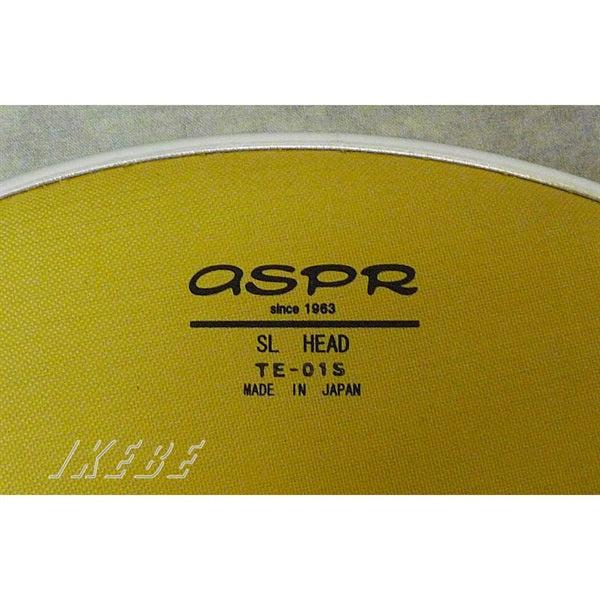 aSPR
since 1963
SL HEAD
TE-01S
MADE IN JAPAN
IKEBE